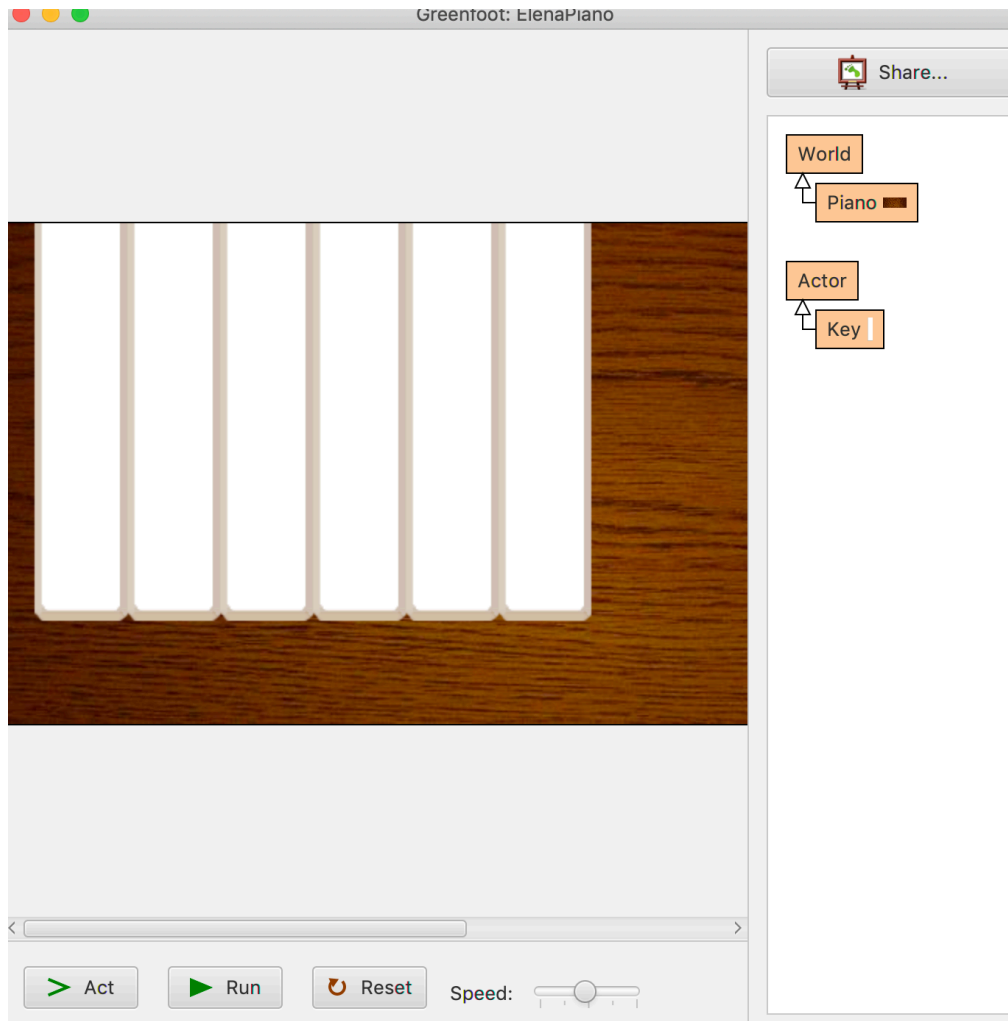 Greenfoot: ElenaPiano
Share...
World
Piano
Actor
Key
Act
Run
Reset
Speed: